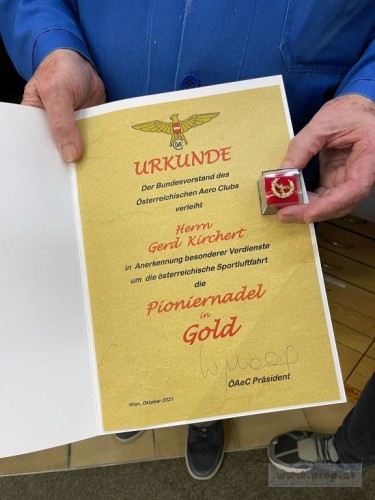 URKUNDE
Der Bundesvorstand des
Österreichischen Aero Clubs
verleiht
Herrn
Gerd Kirchert
in Anerkennung besonderer Verdienste
um die österreichische Sportluftfahrt
die
Pioniernadel
in
Gold
ÖAeC Präsident
Wien, Oktober 2021
www.prop.at